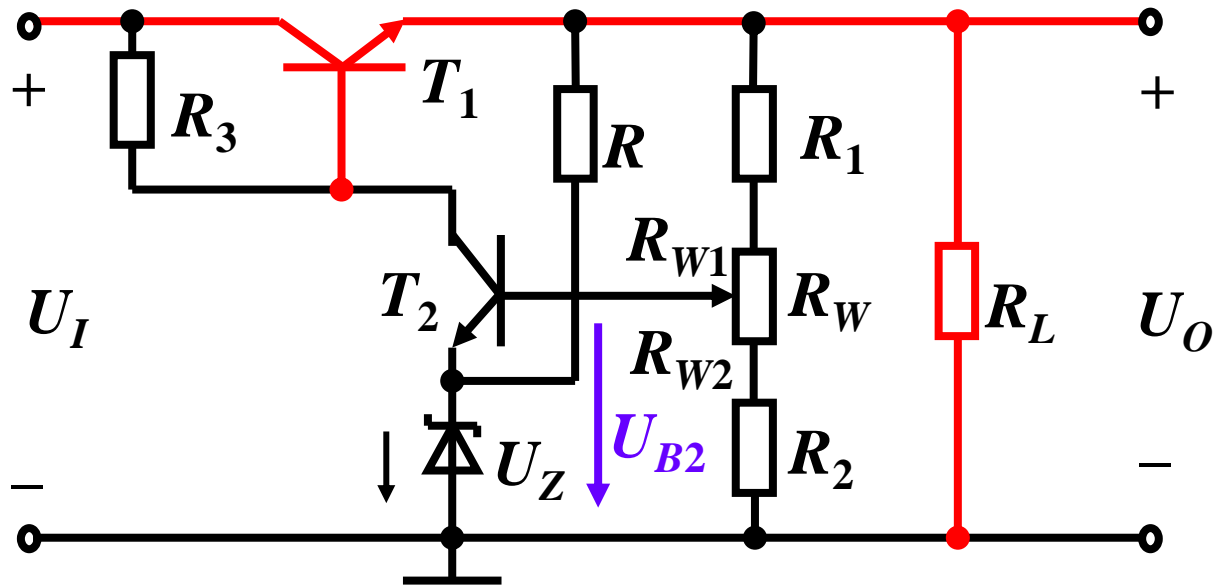 +
R3
T1
R
R1
+
UI
T2
RW1
RW
RL
UO
RW2
UZ
UB2
R2
–
–